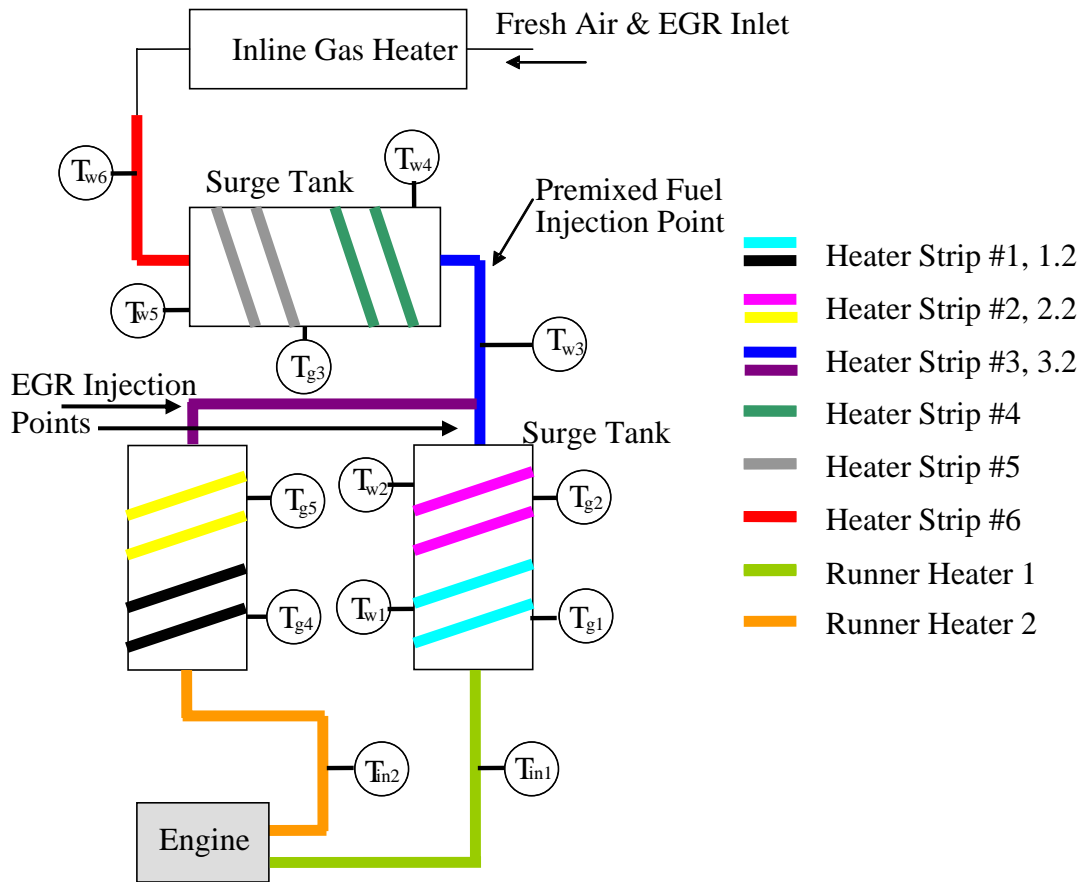 Fresh Air & EGR Inlet
Inline Gas Heater
Tw6
Tw4
Surge Tank
Premixed Fuel
Injection Point
Tw5
Tg3
Tw3
EGR Injection
Points
Surge Tank
Tg5
Tw2
Tg2
Tg4
Tw1
Tg1
Tin2
Tin1
Engine
Heater Strip #1, 1.2
Heater Strip #2, 2.2
Heater Strip #3, 3.2
Heater Strip #4
Heater Strip #5
Heater Strip #6
Runner Heater 1
Runner Heater 2